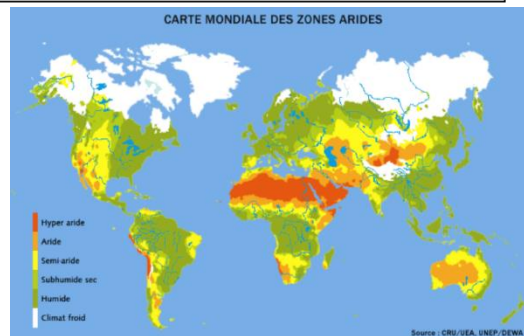 CARTE MONDIALE DES ZONES ARIDES
Hyper aride
Aride
Semi-aride
Subhumide sec
Humide
Climat froid
Source : CRU/UEA, UNEP/DEWA